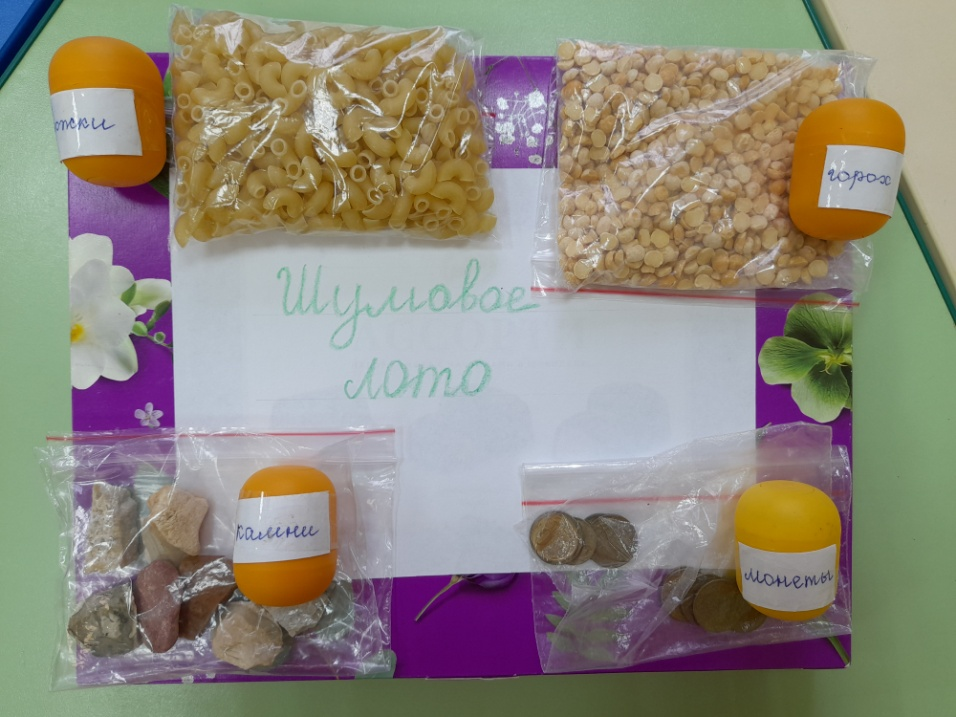 горох
Шумовое
лото
камни
монеты